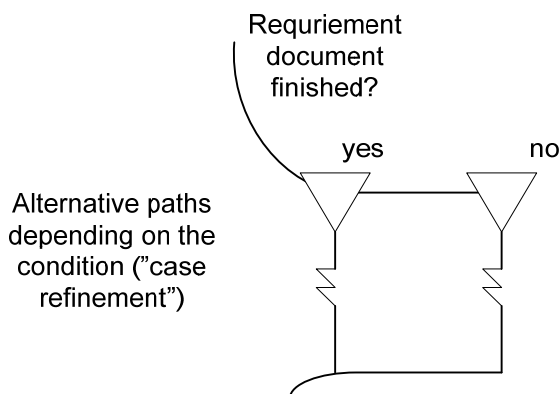 Requriement
document
finished?
yes
no
Alternative paths
depending on the
condition (”case
refinement”)